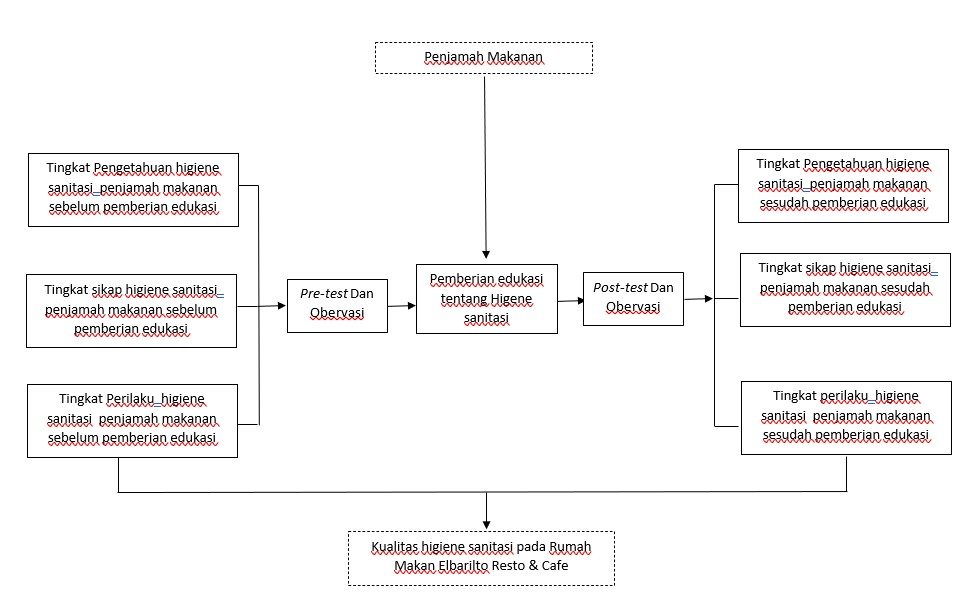 Penjamah Makanan
Tingkat Pengetahuan higiene
sanitasi penjamah makanan
sebelum pemberian edukasi
Tingkat sikap higiene sanitasi
penjamah makanan sebelum
pemberian edukasi
Tingkat Perilaku higiene
sanitasi penjamah makanan
sebelum pemberian edukasi
Pre-test Dan
Obervasi
Pemberian edukasi
tentang Higene
sanitasi
Post-test Dan
Obervasi
Tingkat Pengetahuan higiene
sanitasi penjamah makanan
sesudah pemberian edukasi
Tingkat sikap higiene sanitasi
penjamah makanan sesudah
pemberian edukasi
Tingkat perilaku higiene
sanitasi penjamah makanan
sesudah pemberian edukasi
Kualitas higiene sanitasi pada Rumah
Makan Elbarilto Resto & Cafe